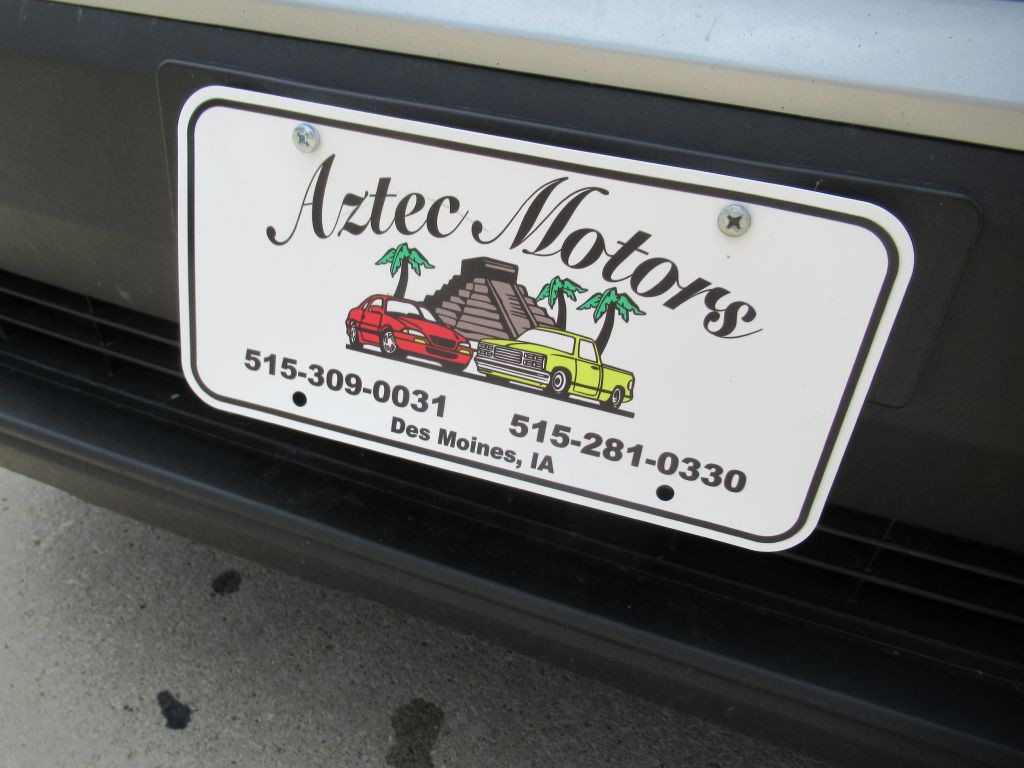 Aztec Motors
515-309-0031
515-281-0330
Des Moines, IA